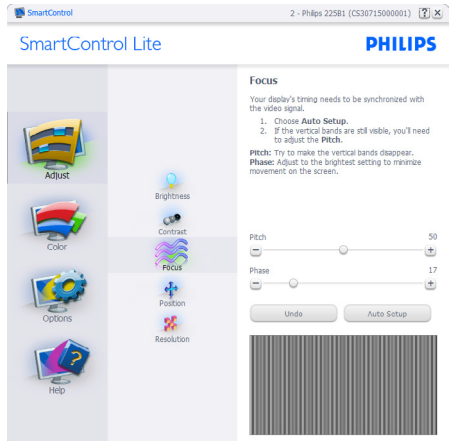 SmartControl
2 - Philips 225B1 (CS30715000001)
? X
SmartControl Lite
PHILIPS
Adjust
Color
Options
Help
Brightness
Contrast
Focus
Position
Resolution
Focus
Your display's timing needs to be synchronized with
the video signal.
1. Choose Auto Setup.
2. If the vertical bands are still visible, you'll need
to adjust the Pitch.
Pitch: Try to make the vertical bands disappear.
Phase: Adjust to the brightest setting to minimize
movement on the screen.
Pitch 50
Phase 17
Undo Auto Setup